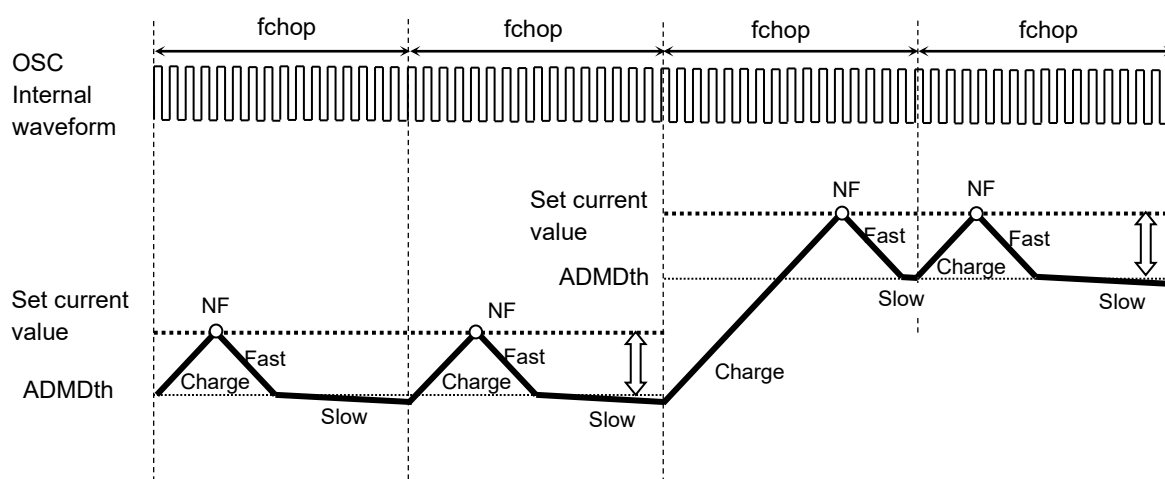 fchop fchop fchop fchop
OSC
Internal
waveform
Set current
value
NF NF
Fast Fast
ADMDth
Charge
Slow Slow
Charge
Set current
value
NF NF
Fast Fast
ADMDth
Charge Charge
Slow Slow